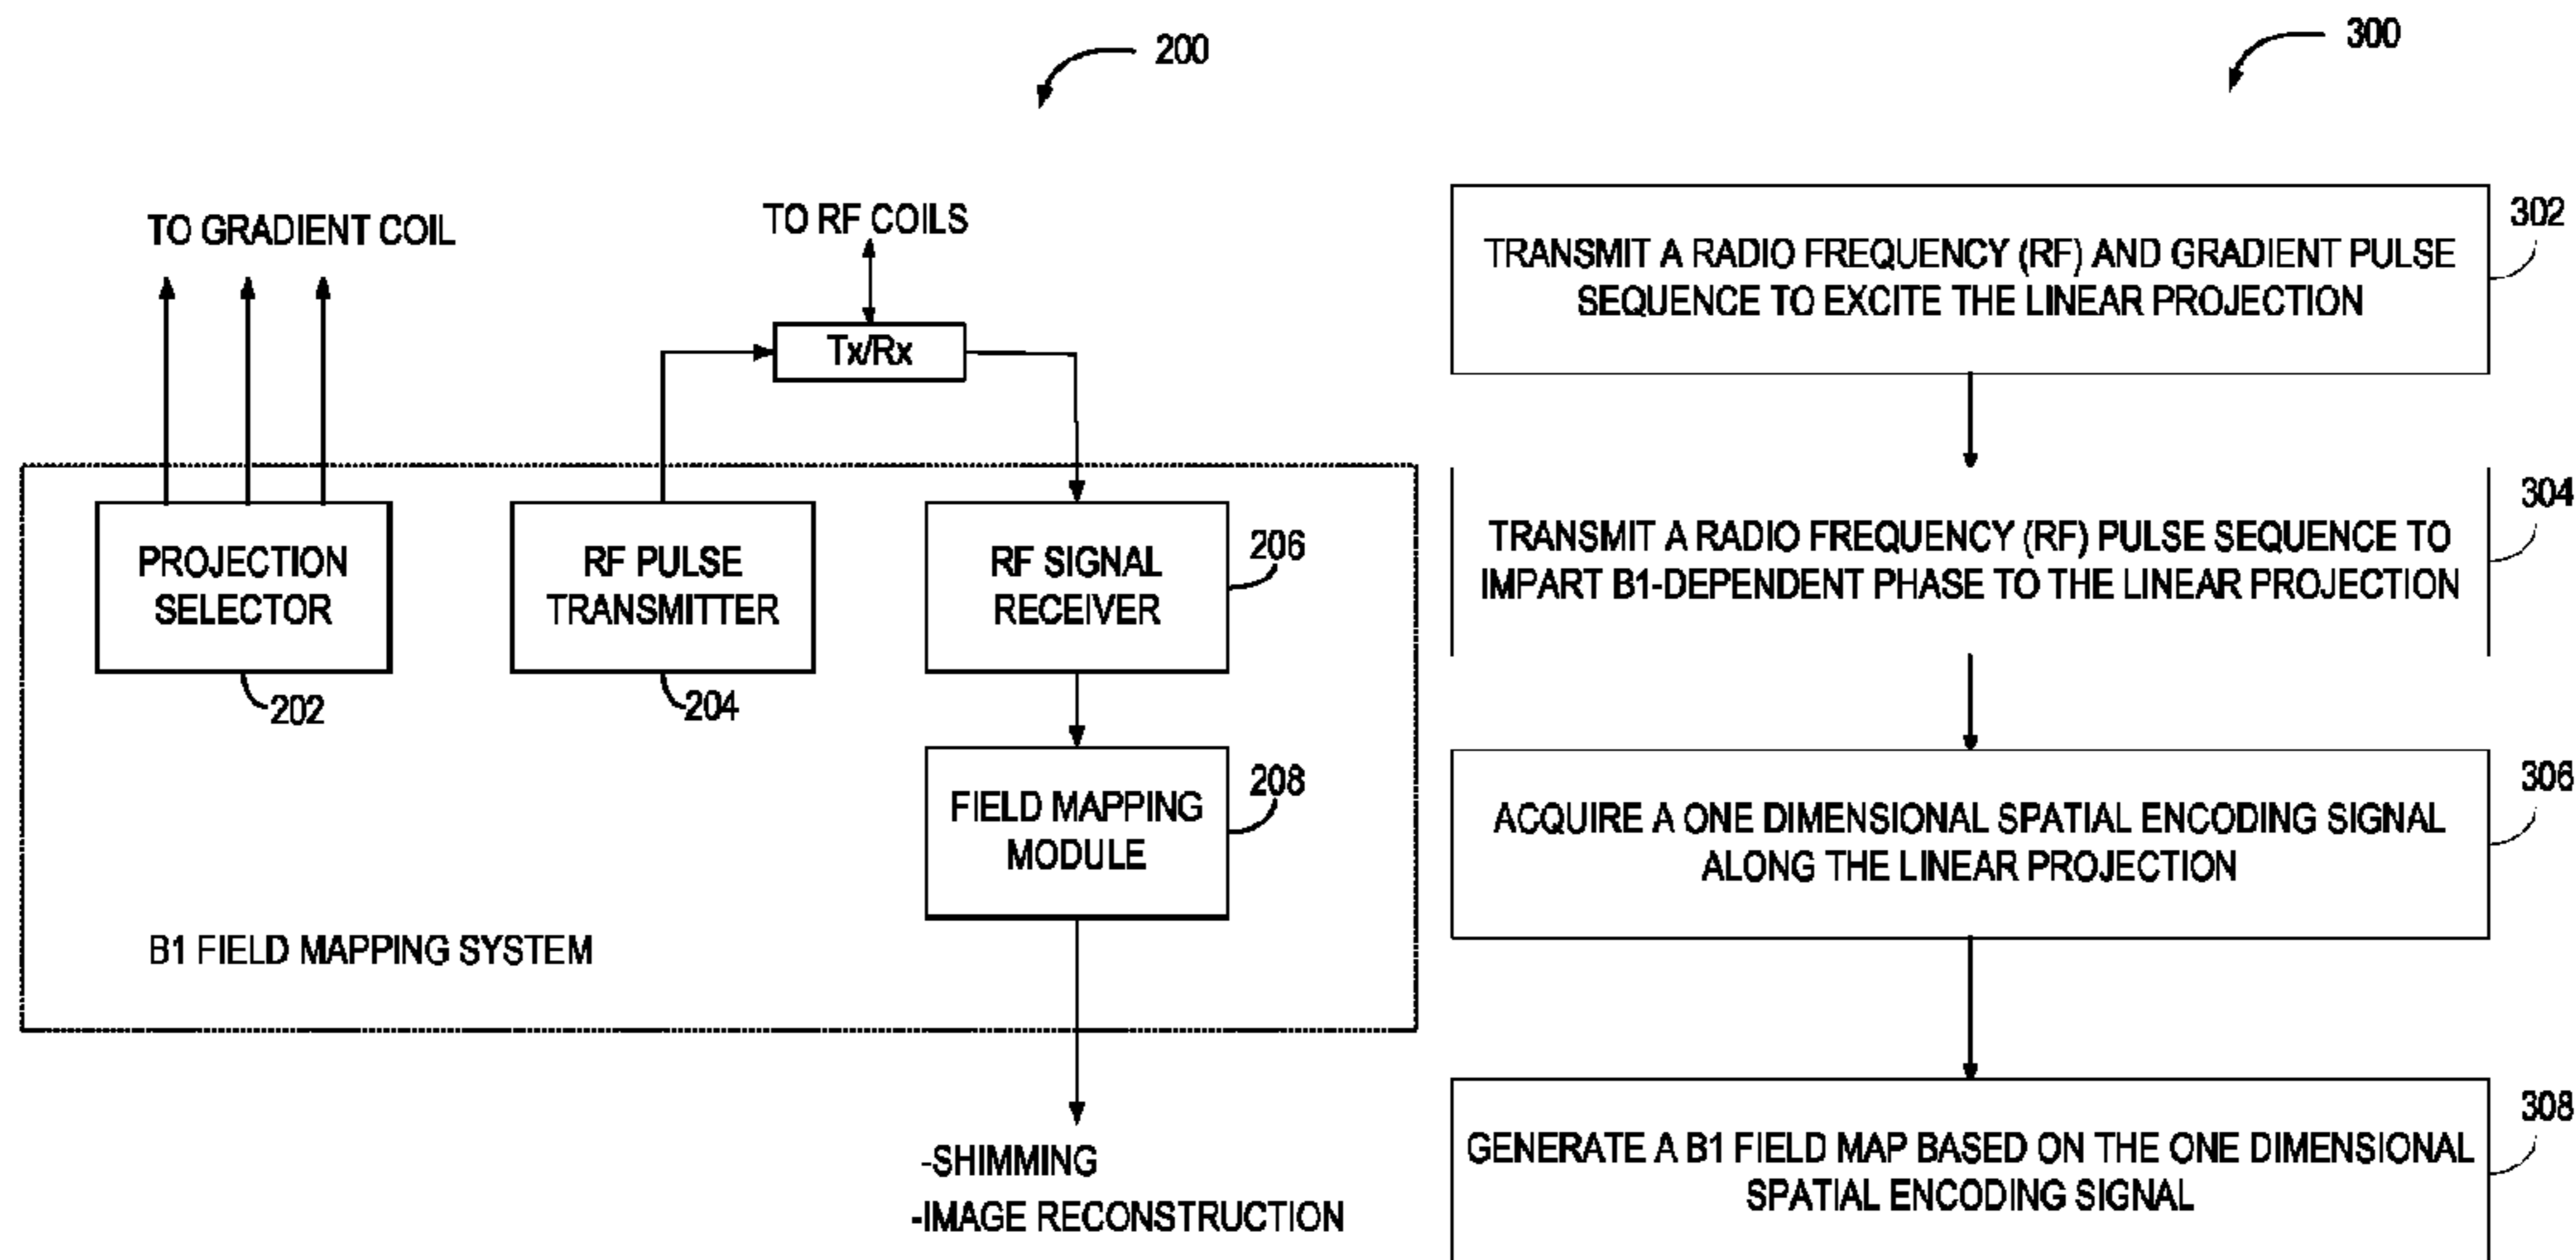 200
TO GRADIENT COIL
TO RF COILS
Tx/Rx
PROJECTION
SELECTOR
202
RF PULSE
TRANSMITTER
204
RF SIGNAL
RECEIVER
206
FIELD MAPPING
MODULE
208
B1 FIELD MAPPING SYSTEM
-SHIMMING
-IMAGE RECONSTRUCTION
300
TRANSMIT A RADIO FREQUENCY (RF) AND GRADIENT PULSE
SEQUENCE TO EXCITE THE LINEAR PROJECTION
302
TRANSMIT A RADIO FREQUENCY (RF) PULSE SEQUENCE TO
IMPART B1-DEPENDENT PHASE TO THE LINEAR PROJECTION
304
ACQUIRE A ONE DIMENSIONAL SPATIAL ENCODING SIGNAL
ALONG THE LINEAR PROJECTION
306
GENERATE A B1 FIELD MAP BASED ON THE ONE DIMENSIONAL
SPATIAL ENCODING SIGNAL
308